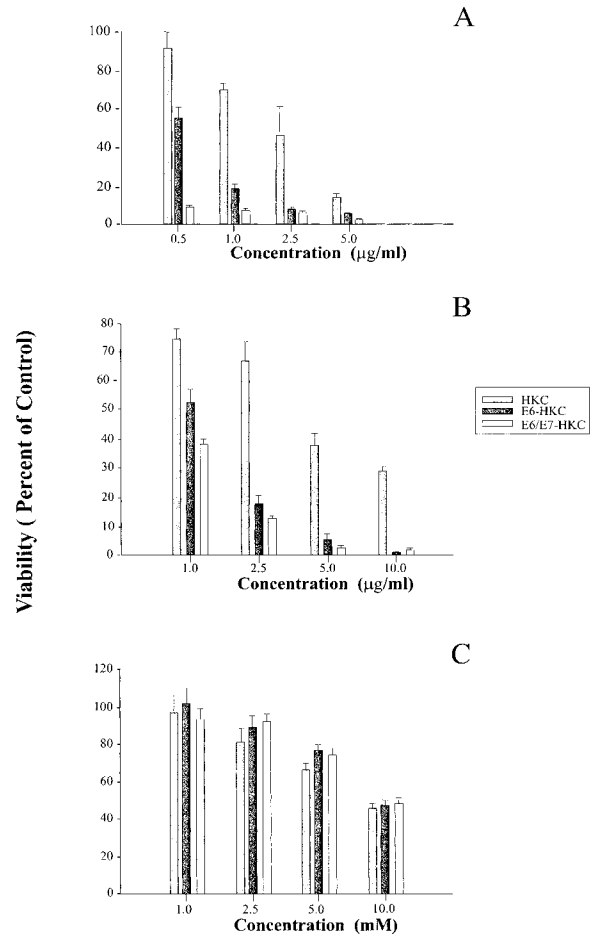 A
100
80
60
40
20
0
0.5 1.0 2.5 5.0
Concentration (µg/ml)
B
80
70
60
50
40
30
20
10
0
1.0 2.5 5.0 10.0
Concentration (µg/ml)
HKC
E6-HKC
E6/E7-HKC
Viability ( Percent of Control)
C
120
100
80
60
40
20
0
1.0 2.5 5.0 10.0
Concentration (mM)